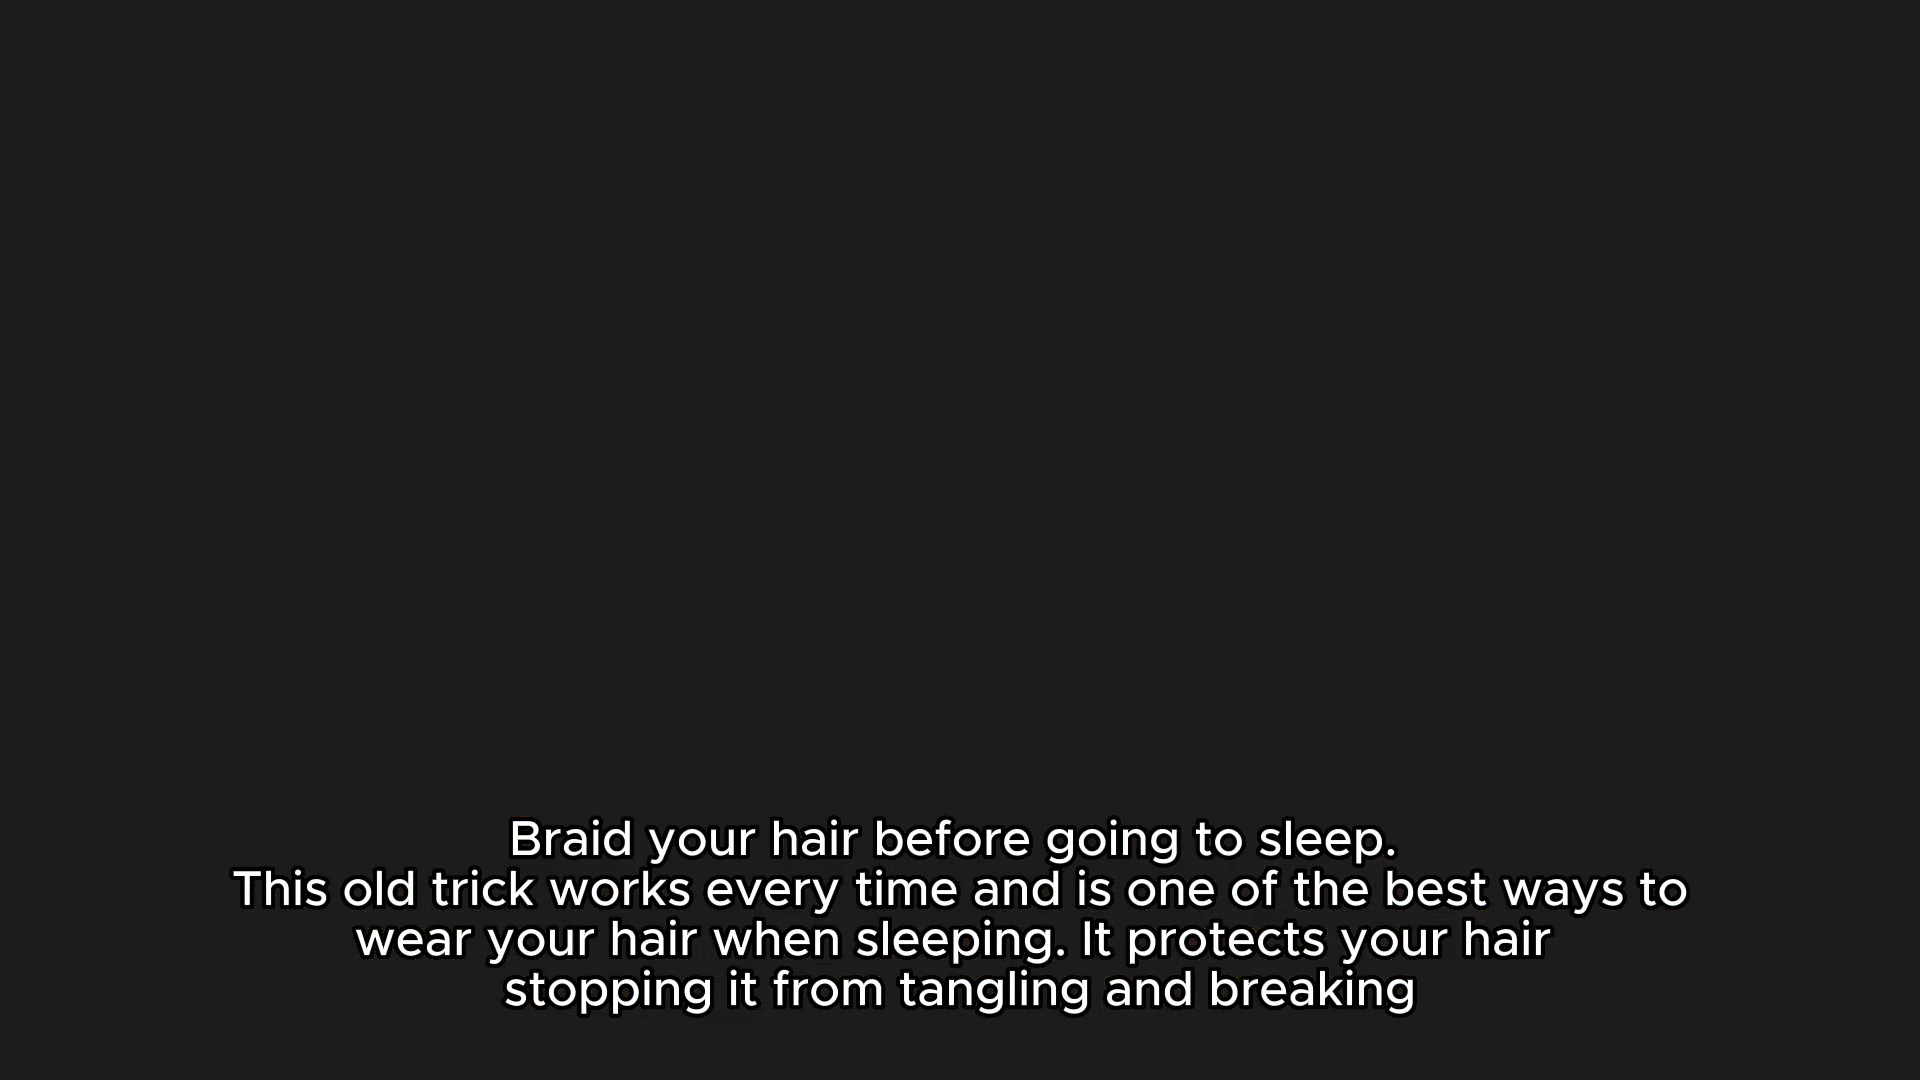 Braid your hair before going to sleep.
This old trick works every time and is one of the best ways to
wear your hair when sleeping. It protects your hair
stopping it from tangling and breaking